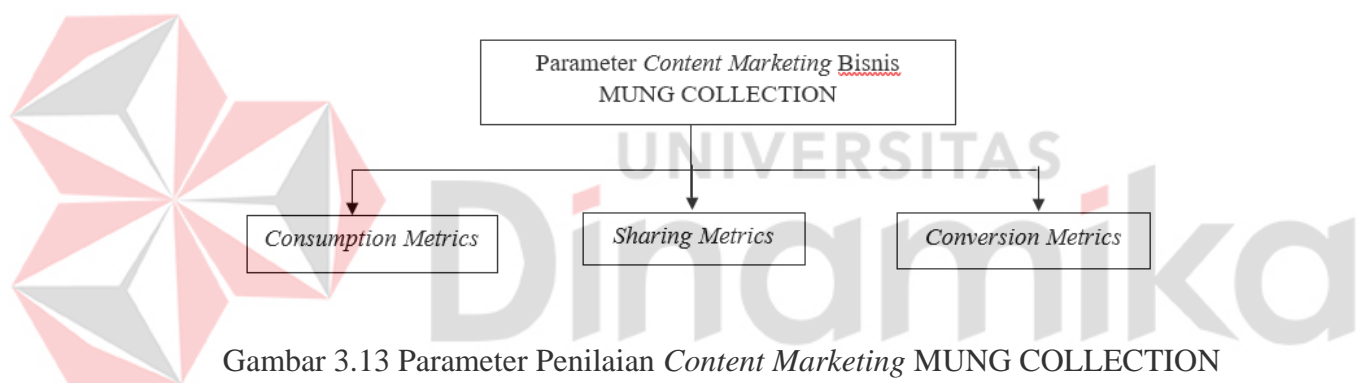 Parameter Content Marketing Bisnis
MUNG COLLECTION
UNIVERSITAS
Dinamika
Consumption Metrics
Sharing Metrics
Conversion Metrics
Gambar 3.13 Parameter Penilaian Content Marketing MUNG COLLECTION